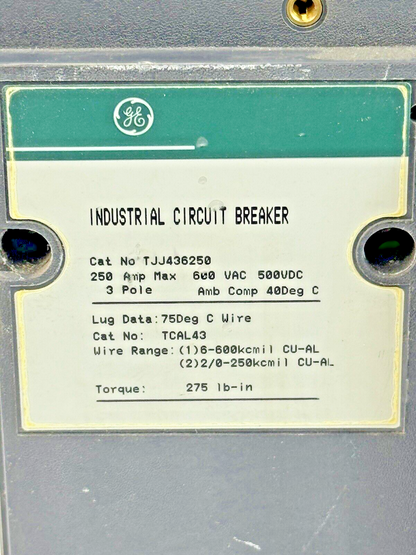 GE
INDUSTRIAL CIRCUIT BREAKER
Cat No TJJ436250
250 Amp Max 600 VAC 500VDC
3 Pole Amb Comp 40Deg C
Lug Data: 75Deg C Wire
Cat No: TCAL43
Wire Range: (1)6-600kcmil CU-AL
(2)2/0-250kcmil CU-AL
Torque: 275 lb-in